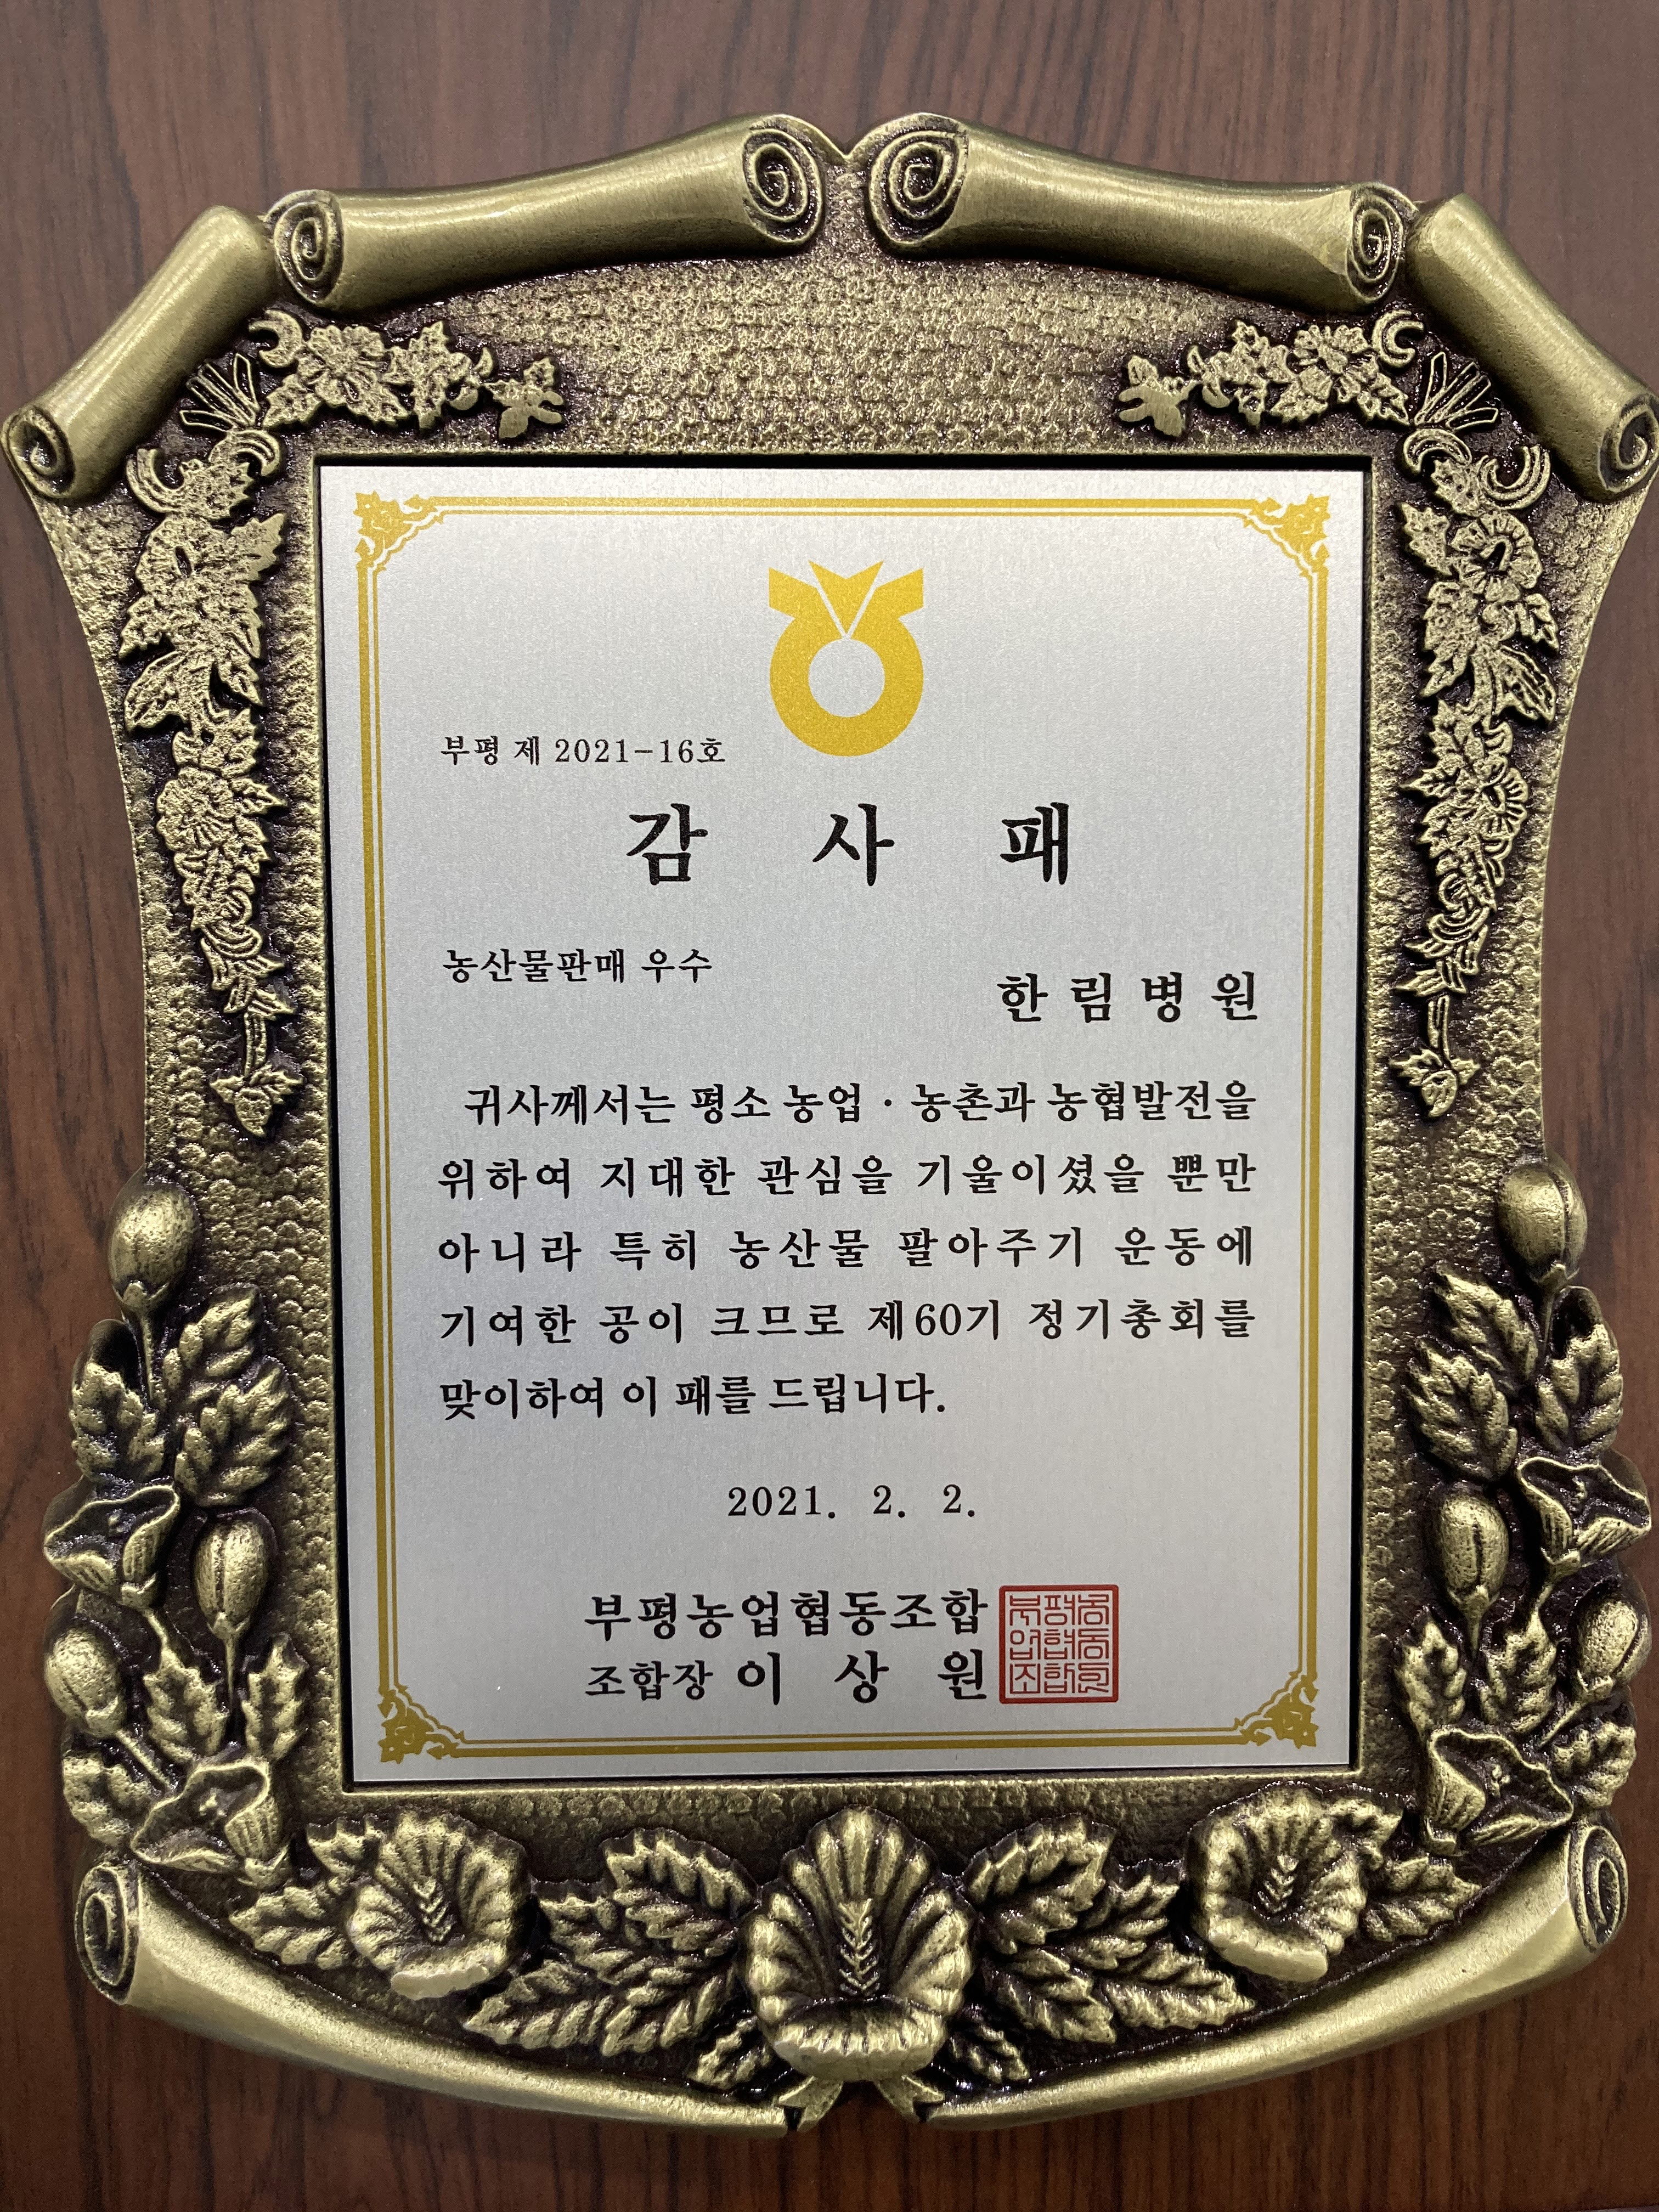 부평 제 2021-16호
감 사 패
농산물판매 우수
한 림 병 원
귀사께서는 평소 농업 · 농촌과 농협발전을
위하여 지대한 관심을 기울이셨을 뿐만
아니라 특히 농산물 팔아주기 운동에
기여한 공이 크므로 제60기 정기총회를
맞이하여 이 패를 드립니다.
2021. 2. 2.
부평농업협동조합
조합장 이 상 원